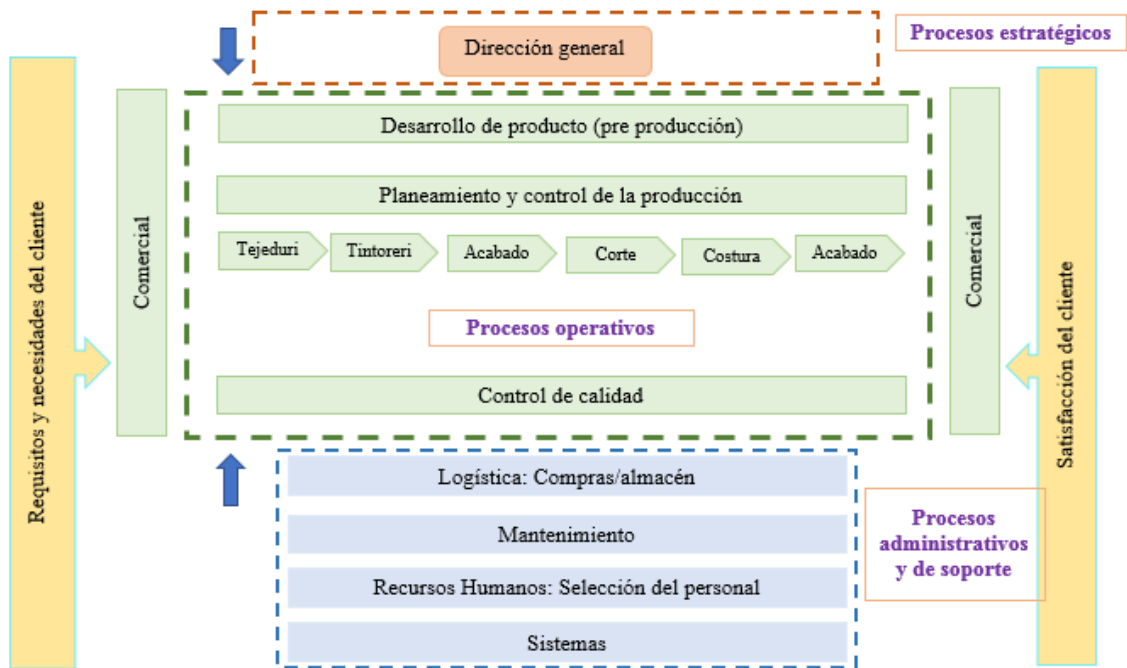 Dirección general
Procesos estratégicos
Requisitos y necesidades del cliente
Comercial
Desarrollo de producto (pre producción)
Planeamiento y control de la producción
Tejeduri
Tintoreri
Acabado
Corte
Costura
Acabado
Procesos operativos
Control de calidad
Comercial
Satisfacción del cliente
Logística: Compras/almacén
Mantenimiento
Recursos Humanos: Selección del personal
Sistemas
Procesos
administrativos
y de soporte